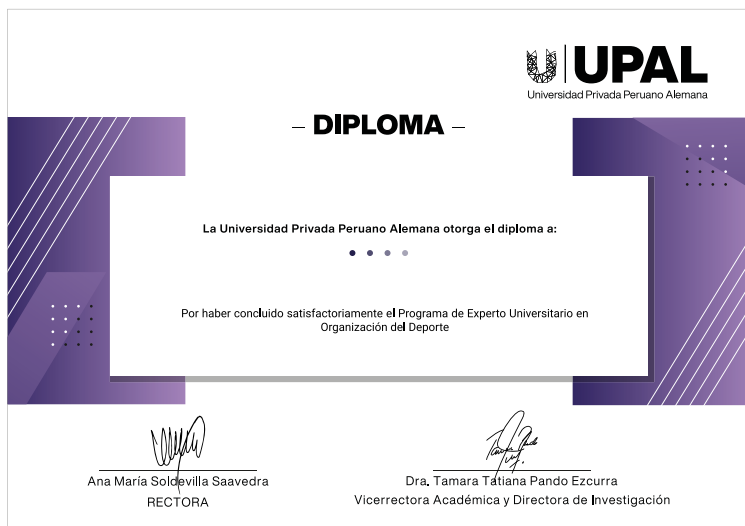 UPAL
Universidad Privada Peruano Alemana
– DIPLOMA –
La Universidad Privada Peruano Alemana otorga el diploma a:
Por haber concluido satisfactoriamente el Programa de Experto Universitario en
Organización del Deporte
Ana María Soldevilla Saavedra
RECTORA
Dra. Tamara Tatiana Pando Ezcurra
Vicerrectora Académica y Directora de Investigación